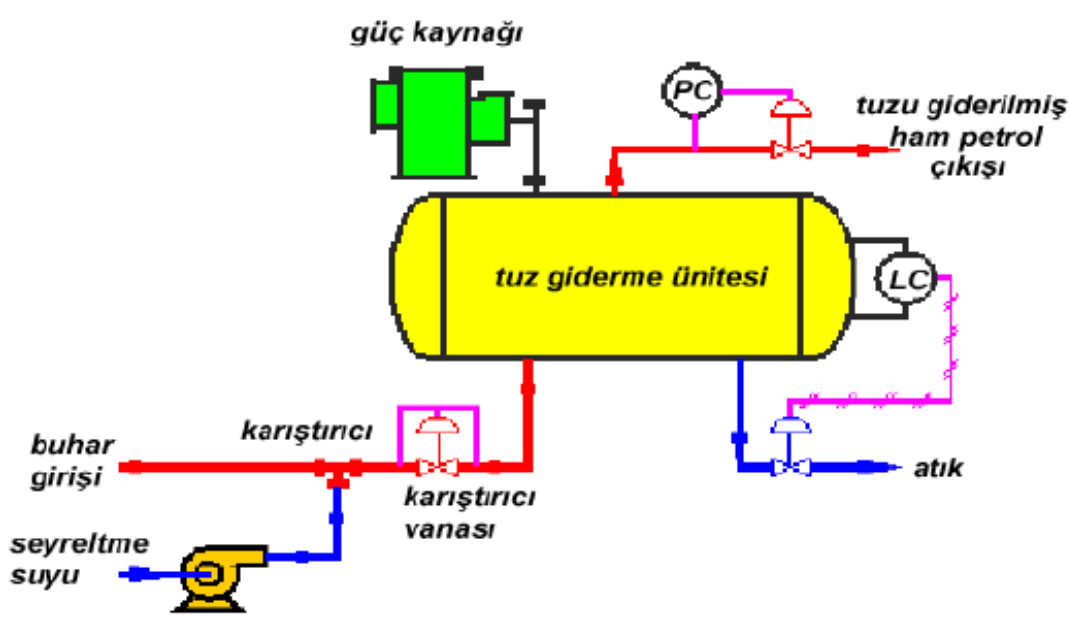 güç kaynağı
PC
tuzu giderilmiş
ham petrol
çıkışı
tuz giderme ünitesi
LC
karıştırıcı
buhar
girişi
karıştırıcı
vanası
atık
seyreltme
suyu